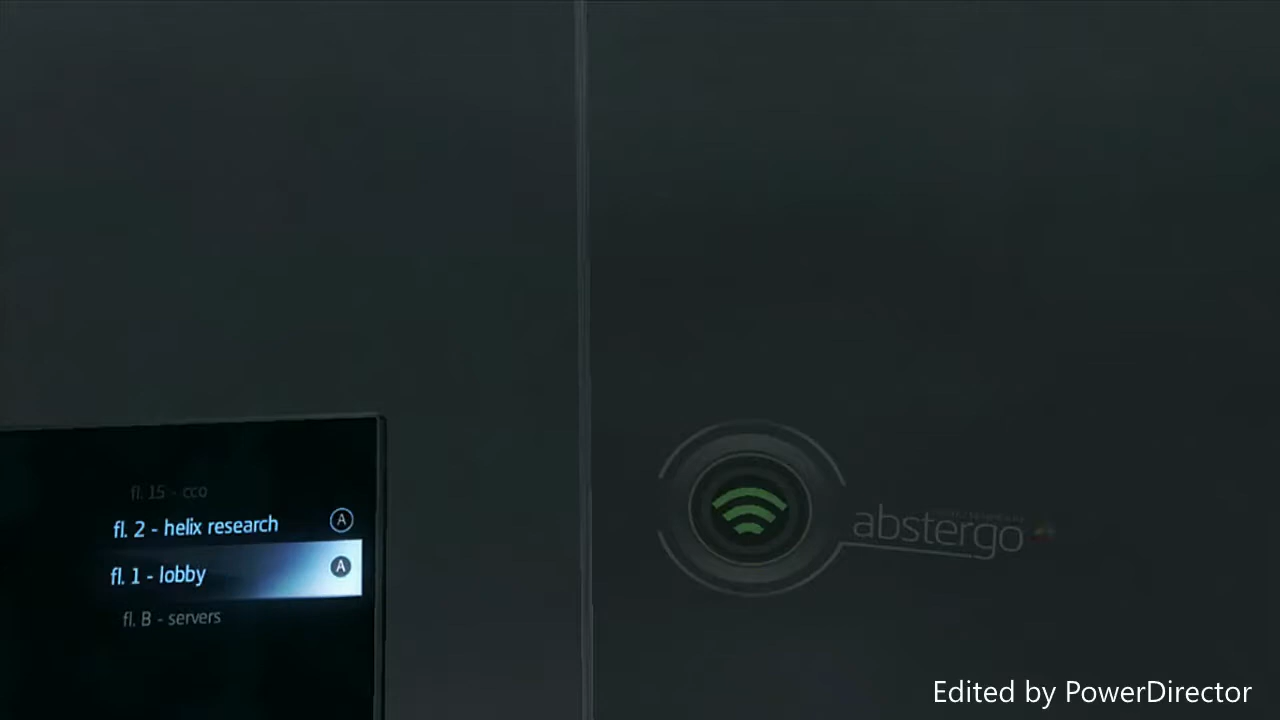 fl. 15 - cco
fl. 2 - helix research A
fl. 1 - lobby A
fl. B - servers
abstergo
Edited by PowerDirector